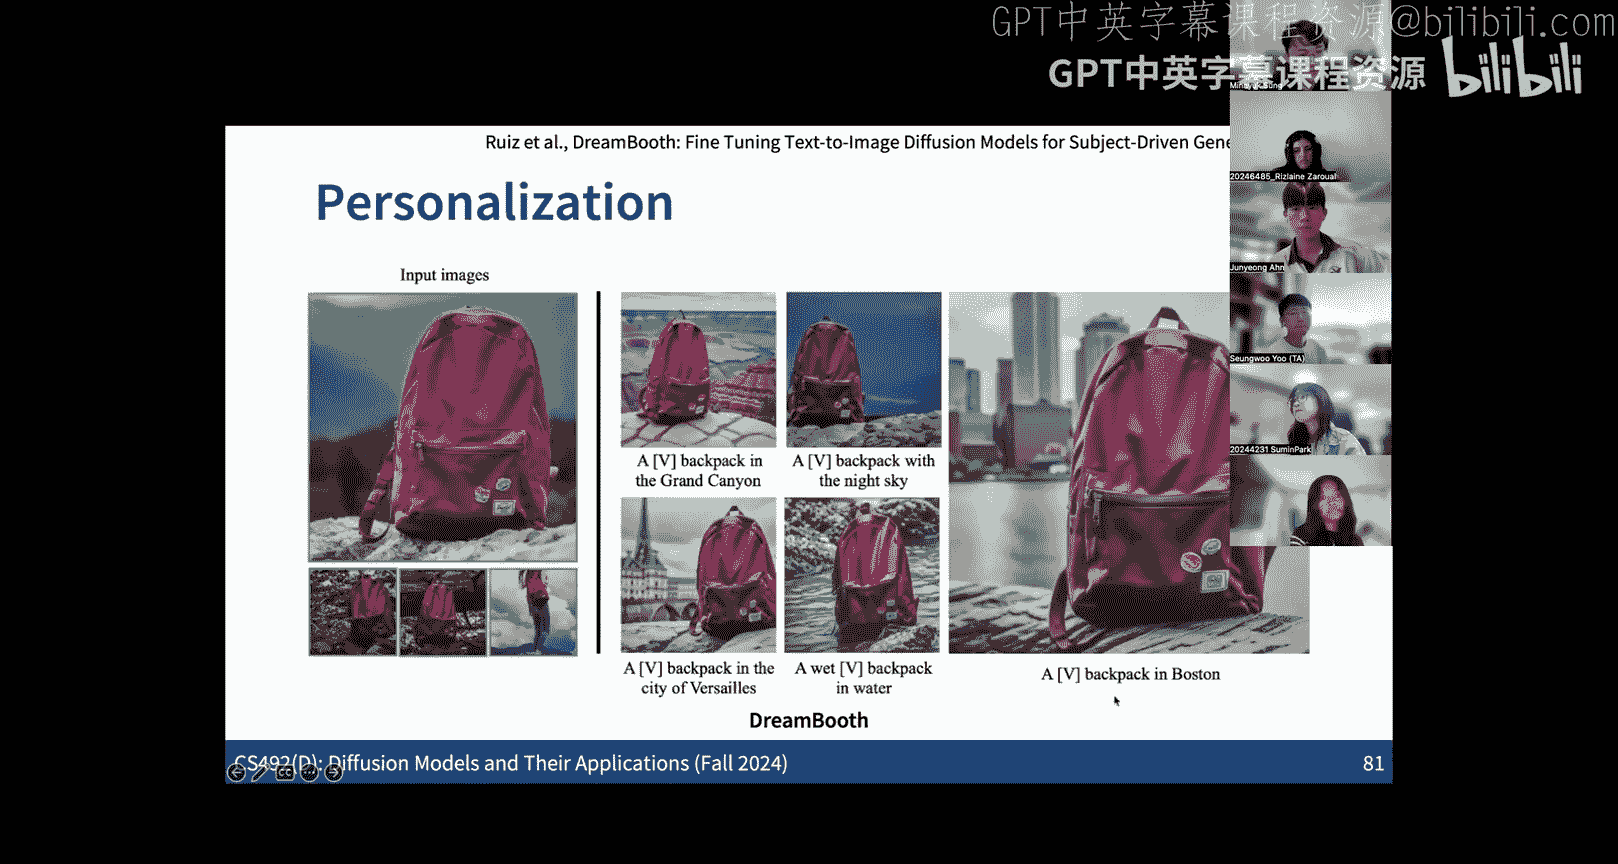 GPT中英字幕课程资源@bilibili.com
GPT中英字幕课程资源 bilibili
Minhyuk Sung
Ruiz et al., DreamBooth: Fine Tuning Text-to-Image Diffusion Models for Subject-Driven Gene
20246485_Rizlaine Zaroual
Personalization
Junyeong Ahn
Input images
Seungwoo Yoo (TA)
20244231 SuminPark
A [V] backpack in
the Grand Canyon
A [V] backpack with
the night sky
A [V] backpack in the
city of Versailles
A wet [V] backpack
in water
A [V] backpack in Boston
DreamBooth
CS492(D): Diffusion Models and Their Applications (Fall 2024)
81